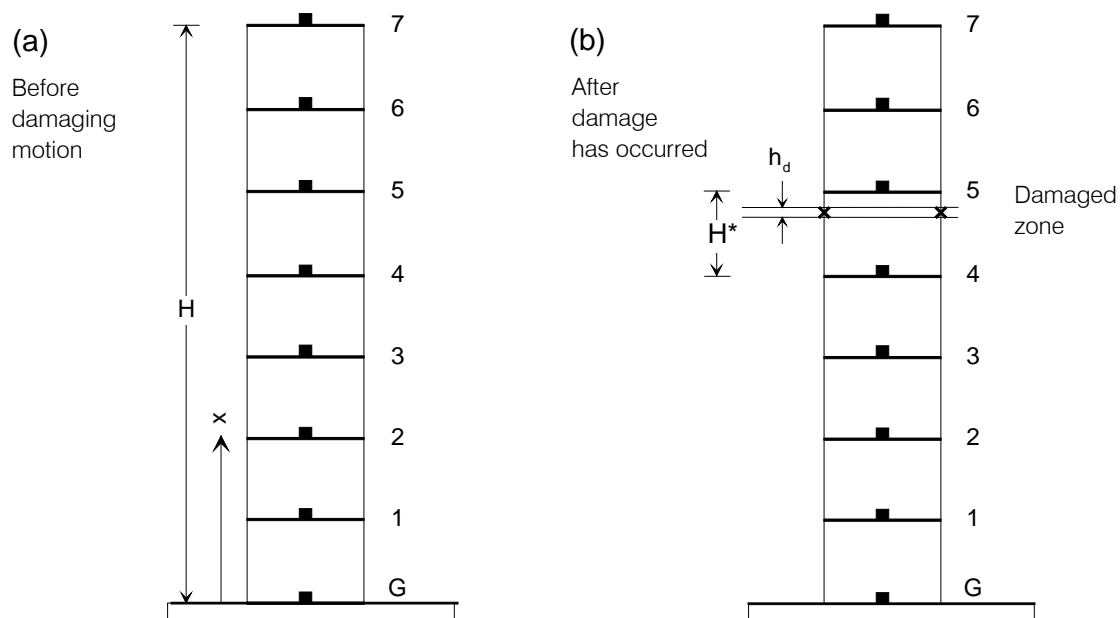 (a)
Before
damaging
motion
H
x
7
6
5
4
3
2
1
G
(b)
After
damage
has occurred
h_d
H*
7
6
5
4
3
2
1
G
Damaged
zone